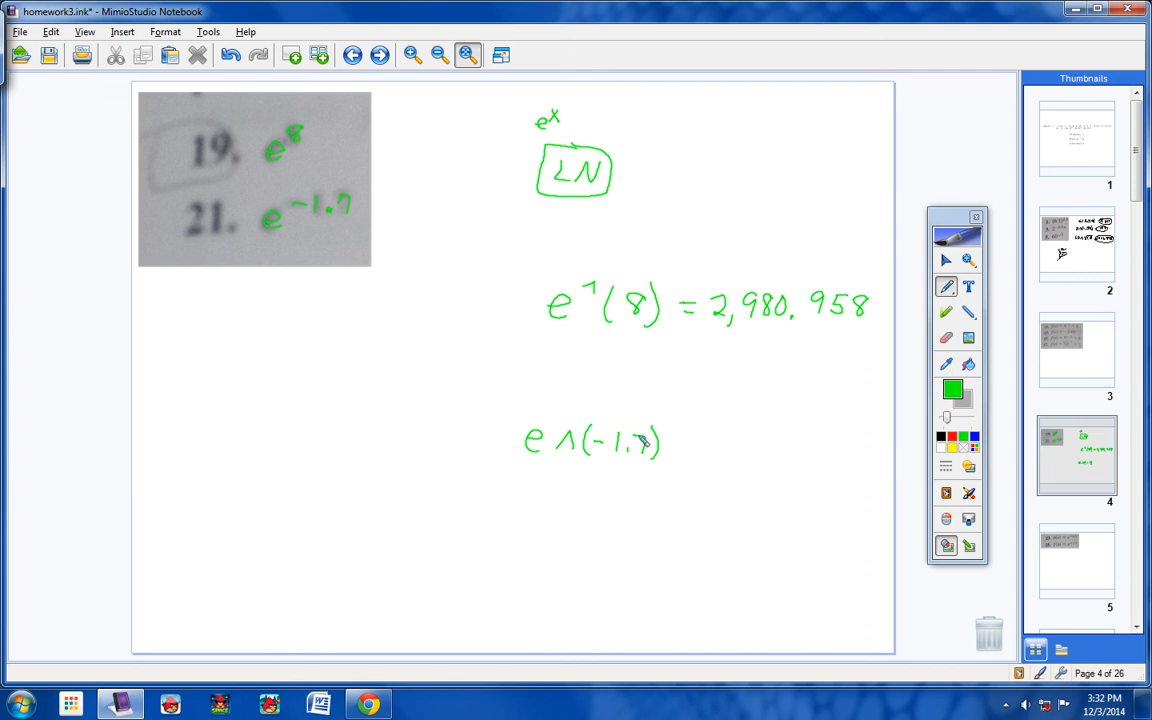 homework3.ink* - MimioStudio Notebook
File Edit View Insert Format Tools Help
Thumbnails
19. e^8
21. e^-1.7
e^x
LN
e^(8) = 2,980.958
e ^(-1.7)
1
2
3
4
5
Page 4 of 26
3:32 PM
12/3/2014